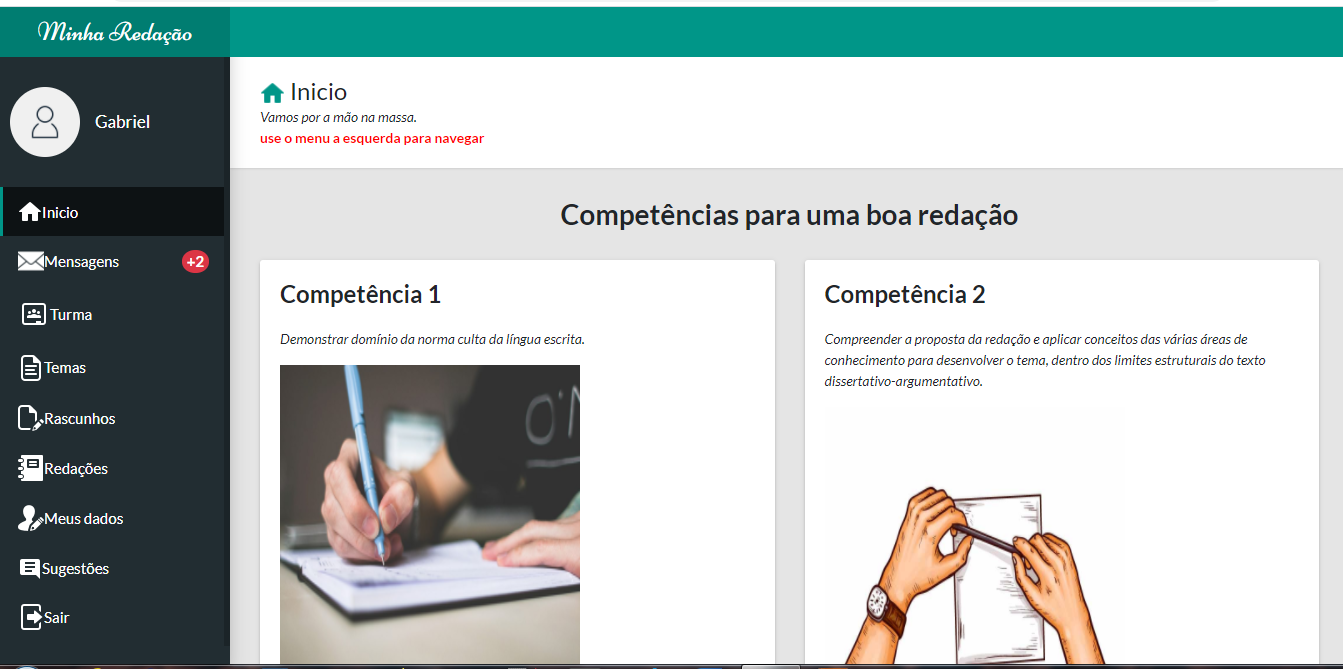 Minha Redação
Gabriel
Inicio
Mensagens +2
Turma
Temas
Rascunhos
Redações
Meus dados
Sugestões
Sair
Inicio
Vamos por a mão na massa.
use o menu a esquerda para navegar
Competências para uma boa redação
Competência 1
Demonstrar domínio da norma culta da língua escrita.
Competência 2
Compreender a proposta da redação e aplicar conceitos das várias áreas de
conhecimento para desenvolver o tema, dentro dos limites estruturais do texto
dissertativo-argumentativo.